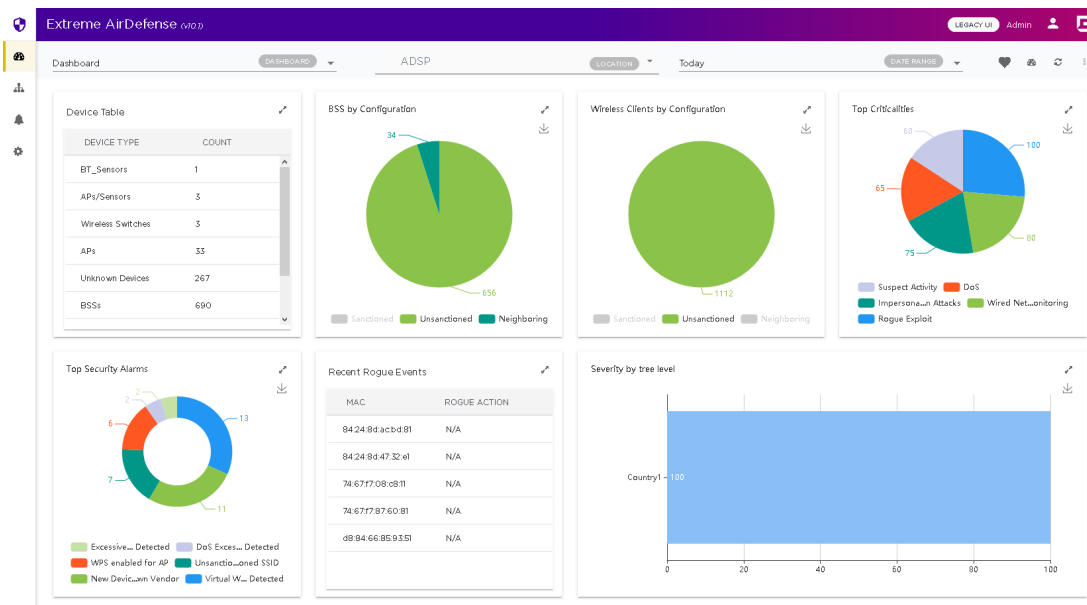 Extreme AirDefense (v10.1)
LEGACY UI Admin
Dashboard DASHBOARD ADSP LOCATION Today DATE RANGE
Device Table
DEVICE TYPE COUNT
BT_Sensors 1
APs/Sensors 3
Wireless Switches 3
APs 33
Unknown Devices 267
BSSs 690
BSS by Configuration
34
656
Sanctioned Unsanctioned Neighboring
Wireless Clients by Configuration
1112
Sanctioned Unsanctioned Neighboring
Top Criticalities
60
100
65
80
75
Suspect Activity DoS
Impersona...n Attacks Wired Net...onitoring
Rogue Exploit
Top Security Alarms
2
2
13
6
7
11
Excessive... Detected DoS Exces... Detected
WPS enabled for AP Unsanctio...oned SSID
New Devic...wn Vendor Virtual W... Detected
Recent Rogue Events
MAC ROGUE ACTION
84:24:8d:ac:bd:81 N/A
84:24:8d:47:32:e1 N/A
74:67:f7:08:c8:11 N/A
74:67:f7:87:60:81 N/A
d8:84:66:85:93:51 N/A
Severity by tree level
Country1 100
0 20 40 60 80 100